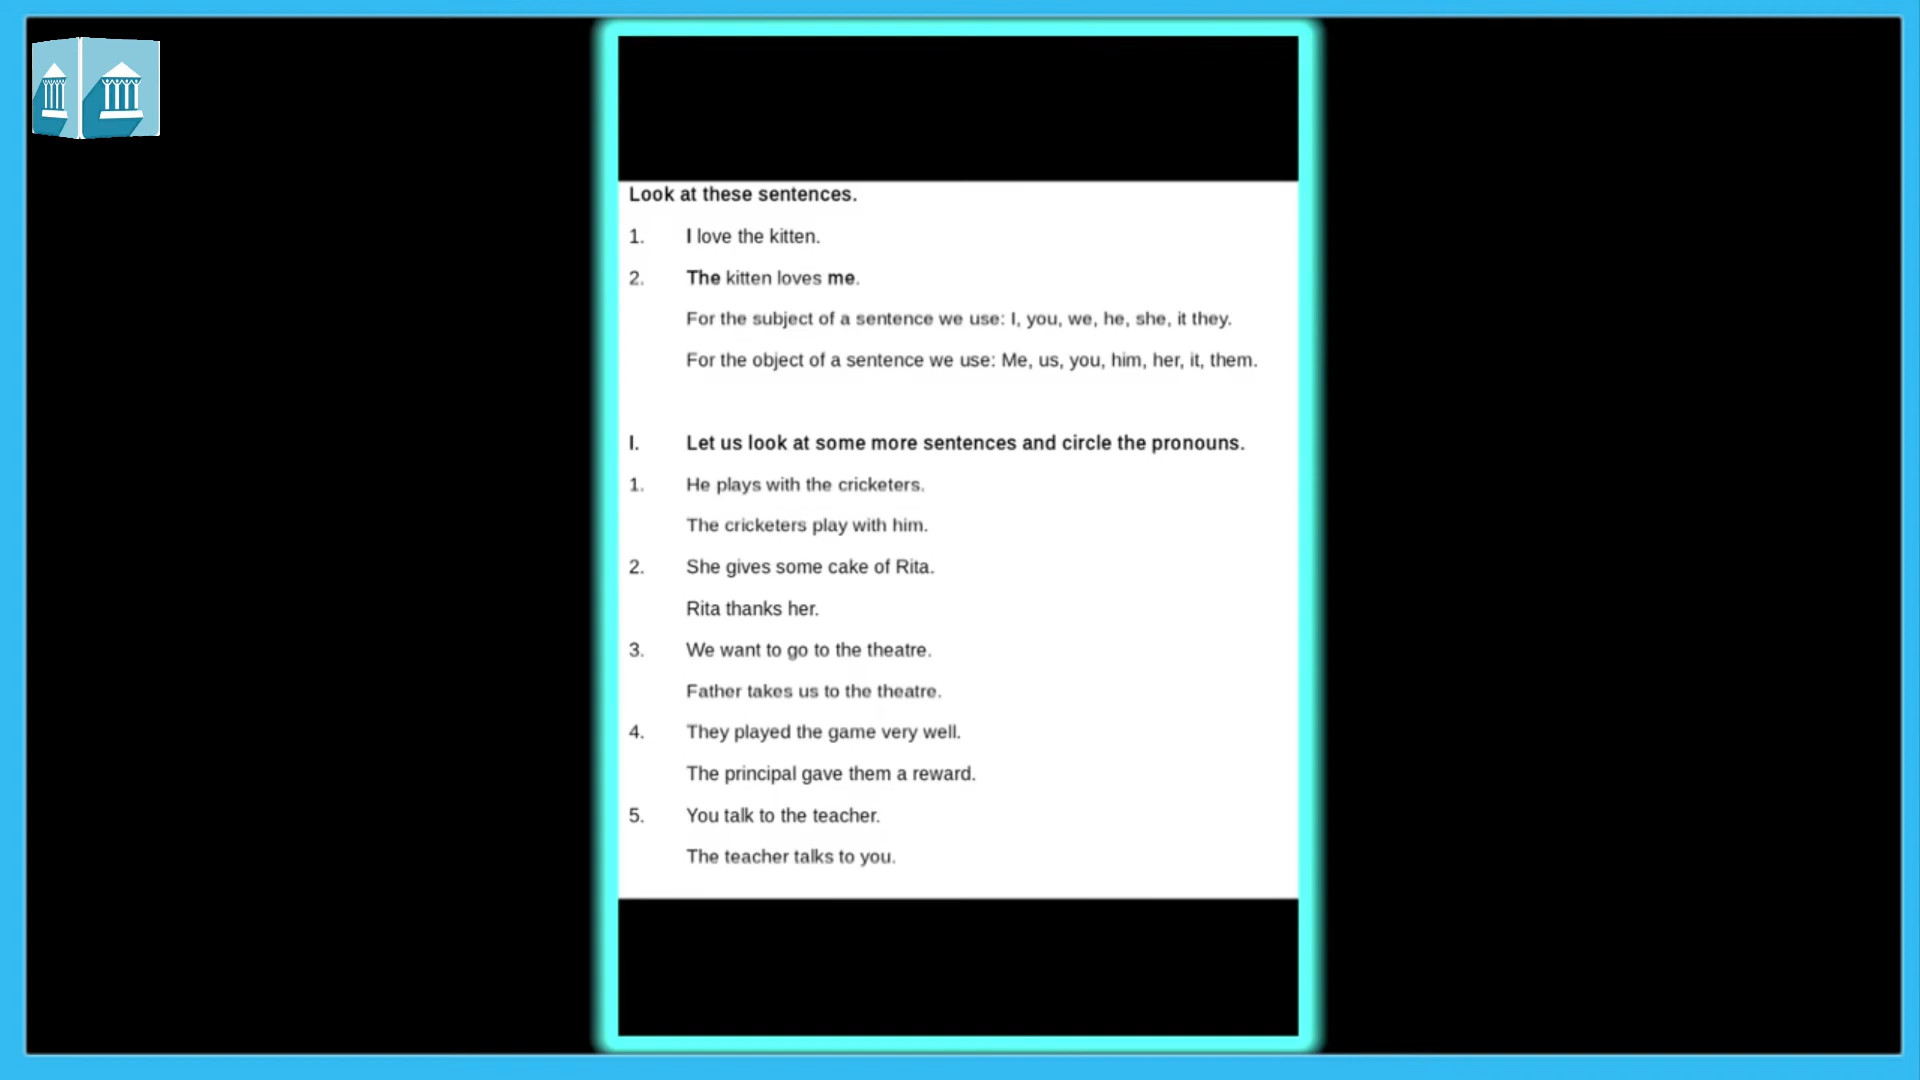 Look at these sentences.
1. I love the kitten.
2. The kitten loves me.
For the subject of a sentence we use: I, you, we, he, she, it they.
For the object of a sentence we use: Me, us, you, him, her, it, them.
I. Let us look at some more sentences and circle the pronouns.
1. He plays with the cricketers.
The cricketers play with him.
2. She gives some cake of Rita.
Rita thanks her.
3. We want to go to the theatre.
Father takes us to the theatre.
4. They played the game very well.
The principal gave them a reward.
5. You talk to the teacher.
The teacher talks to you.